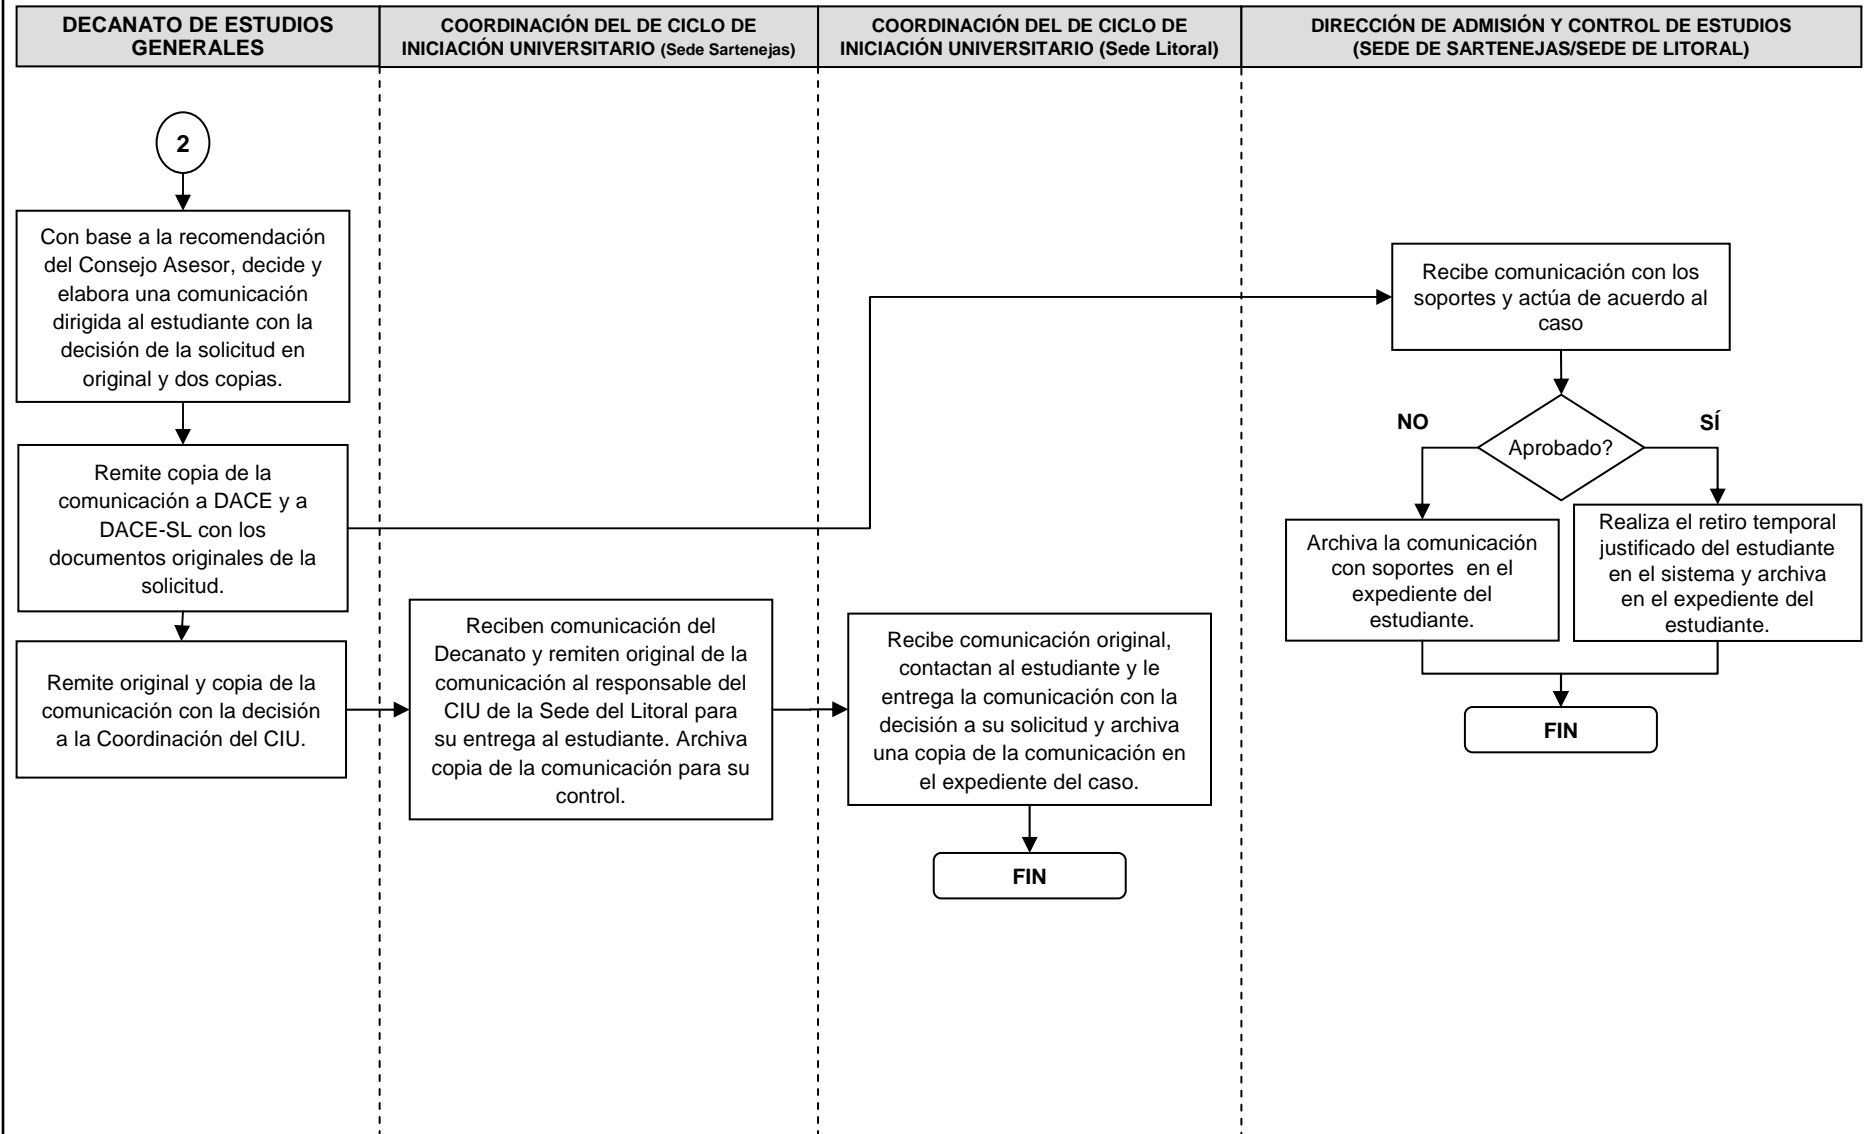 DECANATO DE ESTUDIOS
GENERALES
COORDINACIÓN DEL DE CICLO DE
INICIACIÓN UNIVERSITARIO (Sede Sartenejas)
COORDINACIÓN DEL DE CICLO DE
INICIACIÓN UNIVERSITARIO (Sede Litoral)
DIRECCIÓN DE ADMISIÓN Y CONTROL DE ESTUDIOS
(SEDE DE SARTENEJAS/SEDE DE LITORAL)
2
Con base a la recomendación
del Consejo Asesor, decide y
elabora una comunicación
dirigida al estudiante con la
decisión de la solicitud en
original y dos copias.
Remite copia de la
comunicación a DACE y a
DACE-SL con los
documentos originales de la
solicitud.
Remite original y copia de la
comunicación con la decisión
a la Coordinación del CIU.
Reciben comunicación del
Decanato y remiten original de la
comunicación al responsable del
CIU de la Sede del Litoral para
su entrega al estudiante. Archiva
copia de la comunicación para su
control.
Recibe comunicación original,
contactan al estudiante y le
entrega la comunicación con la
decisión a su solicitud y archiva
una copia de la comunicación en
el expediente del caso.
FIN
Recibe comunicación con los
soportes y actúa de acuerdo al
caso
Aprobado?
NO
SÍ
Archiva la comunicación
con soportes en el
expediente del
estudiante.
Realiza el retiro temporal
justificado del estudiante
en el sistema y archiva
en el expediente del
estudiante.
FIN